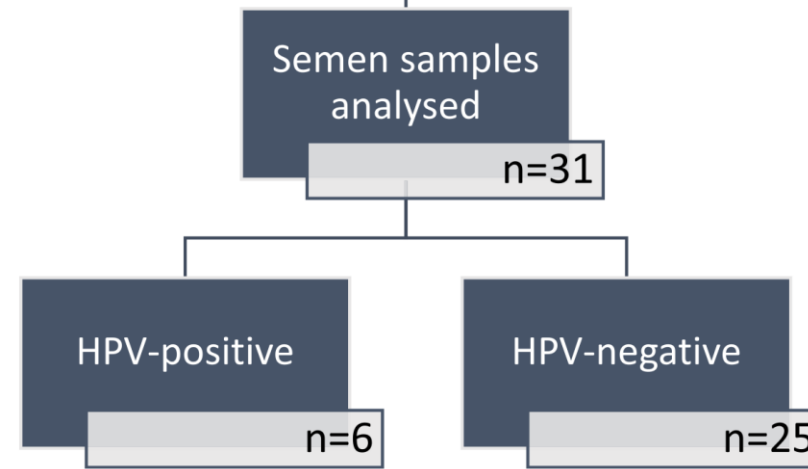 Semen samples
analysed
n=31
HPV-positive
HPV-negative
n=6
n=25